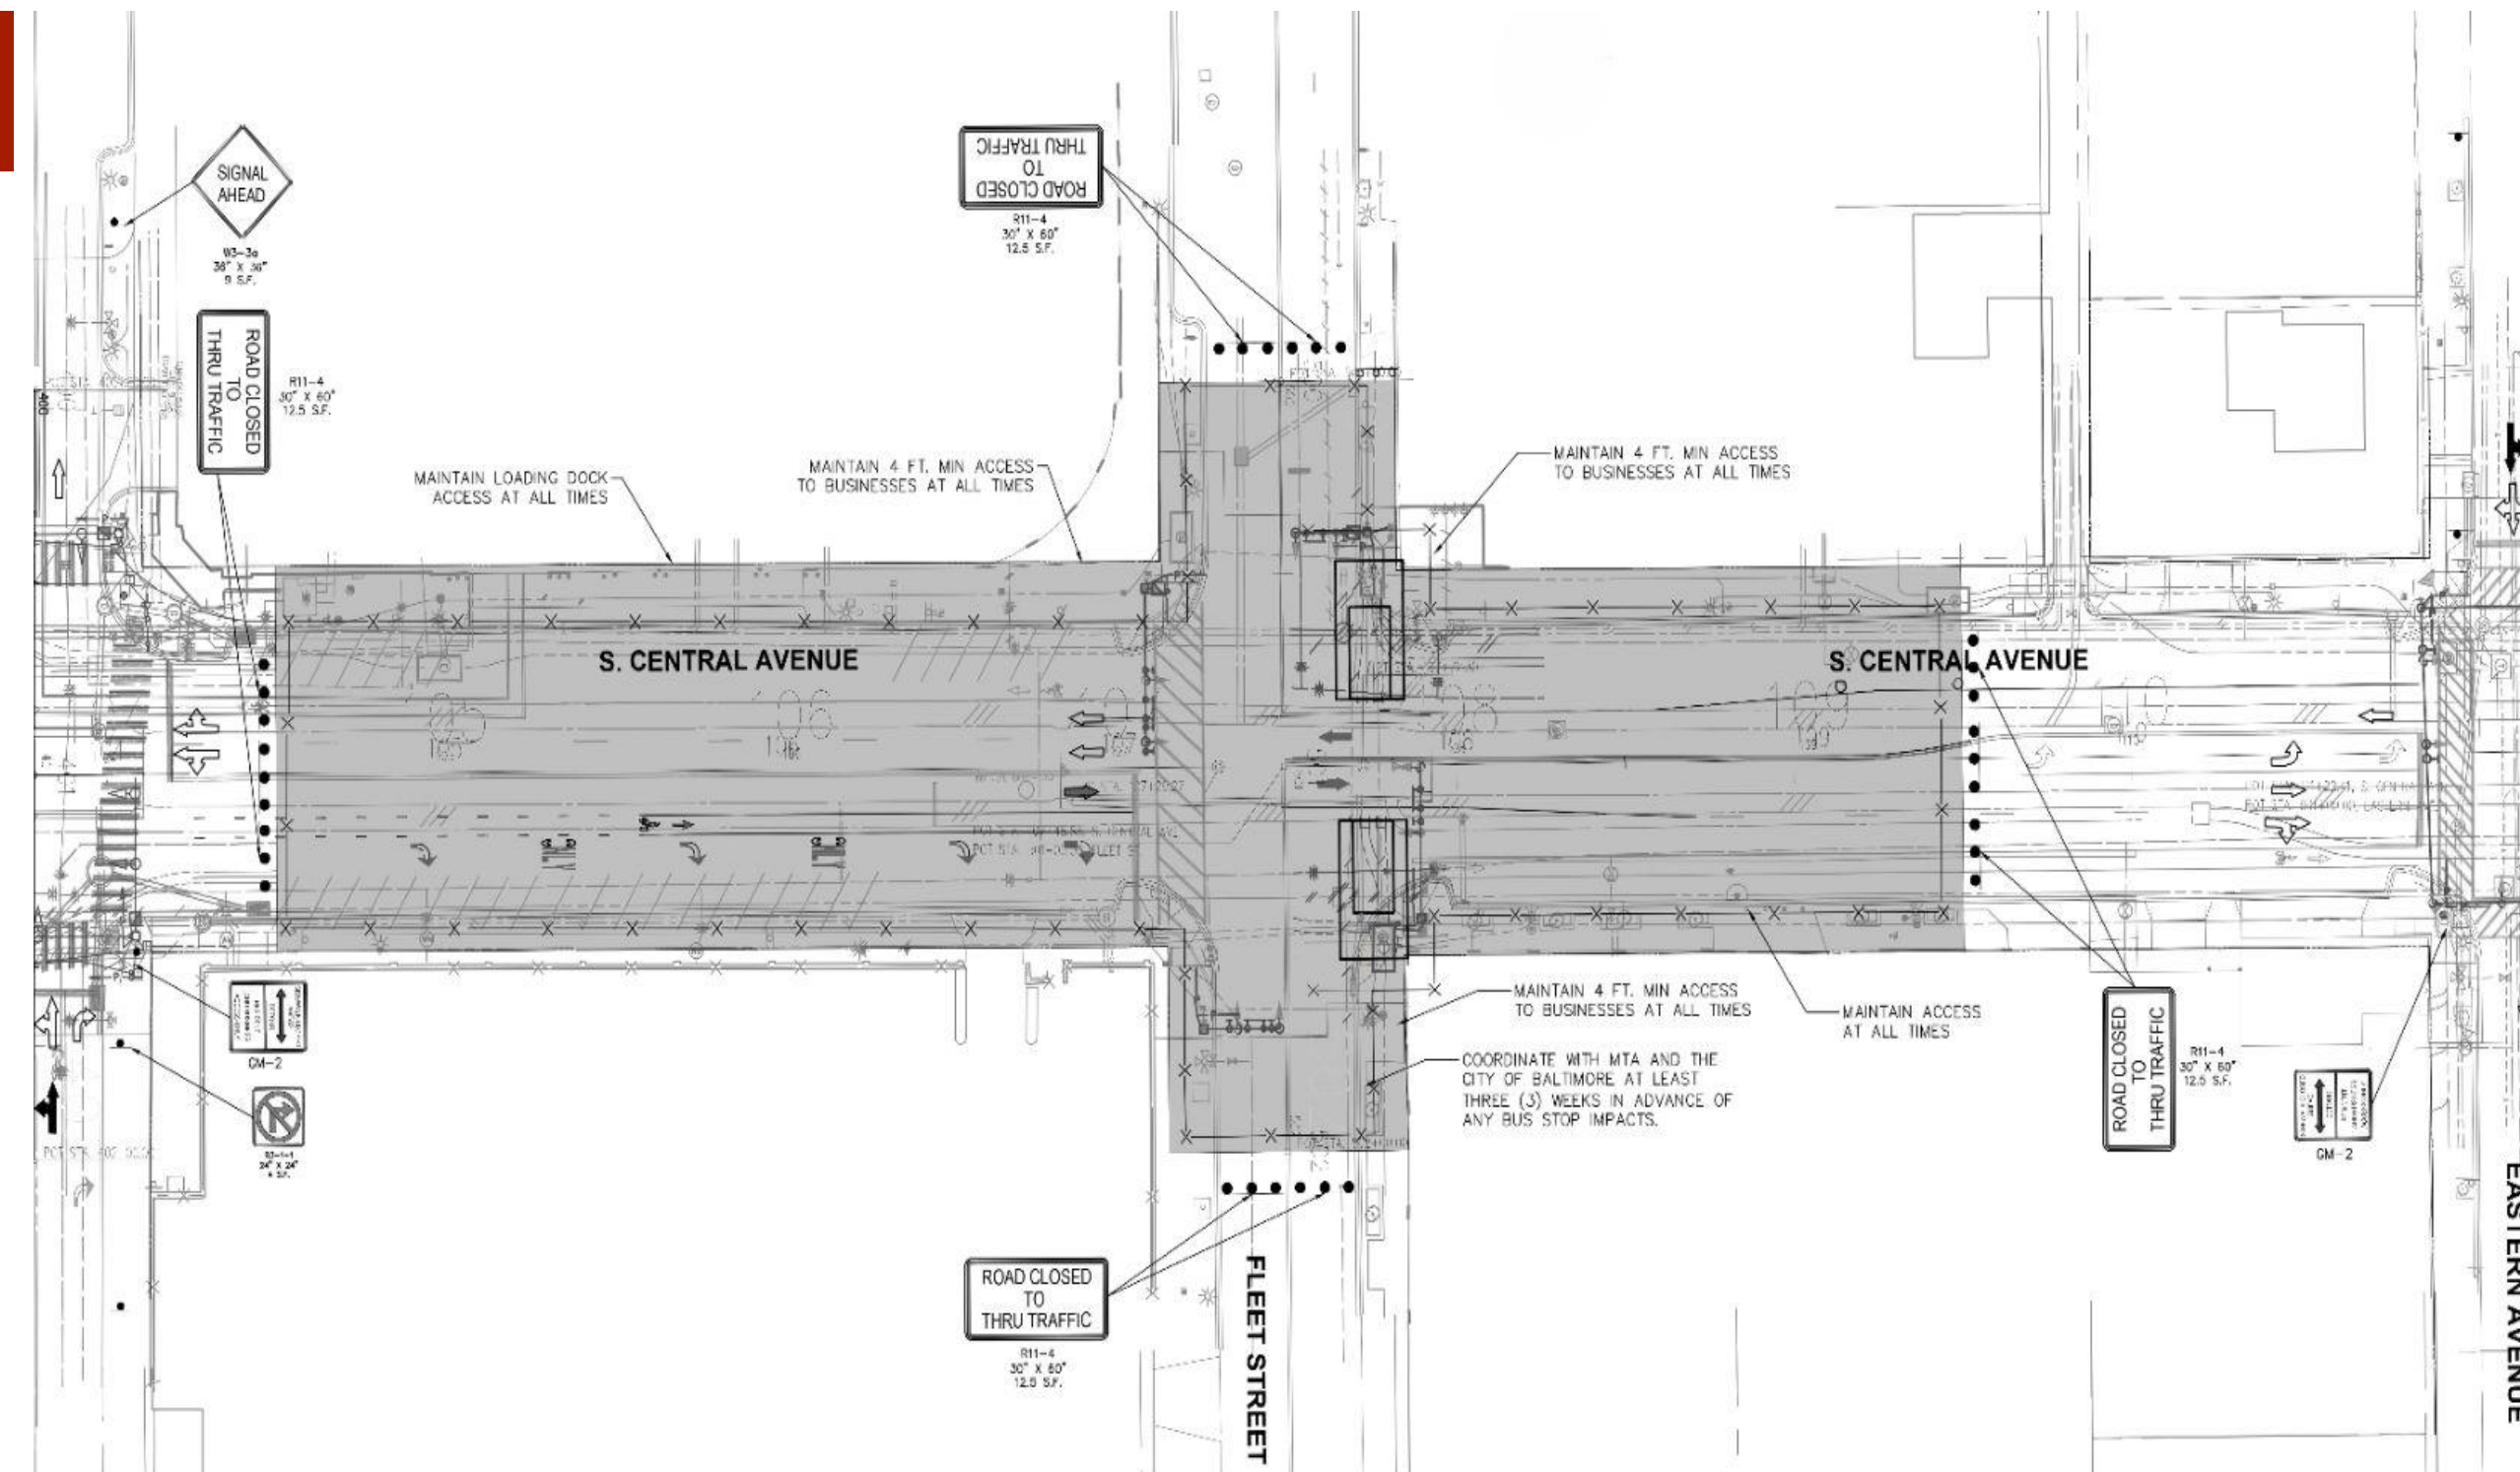 SIGNAL
AHEAD
W3-3a
36" X 36"
9 S.F.
ROAD CLOSED
TO
THRU TRAFFIC
R11-4
30" X 60"
12.5 S.F.
ROAD CLOSED
TO
THRU TRAFFIC
R11-4
30" X 60"
12.5 S.F.
400
MAINTAIN LOADING DOCK
ACCESS AT ALL TIMES
MAINTAIN 4 FT. MIN ACCESS
TO BUSINESSES AT ALL TIMES
MAINTAIN 4 FT. MIN ACCESS
TO BUSINESSES AT ALL TIMES
S. CENTRAL AVENUE
S. CENTRAL AVENUE
ONLY
ONLY
GM-2
24" X 24"
MAINTAIN 4 FT. MIN ACCESS
TO BUSINESSES AT ALL TIMES
MAINTAIN ACCESS
AT ALL TIMES
COORDINATE WITH MTA AND THE
CITY OF BALTIMORE AT LEAST
THREE (3) WEEKS IN ADVANCE OF
ANY BUS STOP IMPACTS.
ROAD CLOSED
TO
THRU TRAFFIC
R11-4
30" X 60"
12.5 S.F.
GM-2
ROAD CLOSED
TO
THRU TRAFFIC
R11-4
30" X 60"
12.5 S.F.
FLEET STREET
EASTERN AVENUE